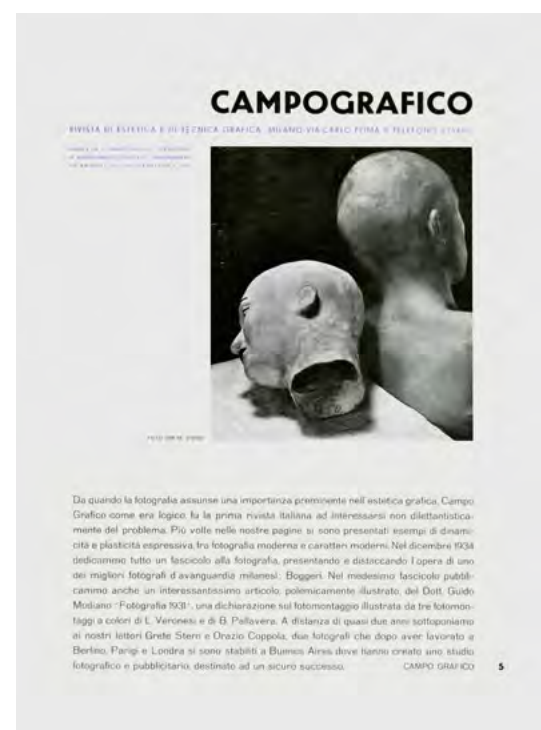 CAMPOGRAFICO
RIVISTA DI ESTETICA E DI TECNICA GRAFICA MILANO VIA CARLO POMA TELEFONO
Da quando la fotografia assunse una importanza preminente nell'estetica grafica, Campo
Grafico come era logico, fu la prima rivista italiana ad interessarsi non dilettantistica-
mente del problema. Più volte nelle nostre pagine si sono presentati esempi di dinami-
cità e plasticità espressiva, tra fotografia moderna e caratteri moderni. Nel dicembre 1934
dedicammo tutto un fascicolo alla fotografia, presentando e distaccando l'opera di uno
dei migliori fotografi d'avanguardia milanesi: Boggeri. Nel medesimo fascicolo pubbli-
cammo anche un interessantissimo articolo, polemicamente illustrato, del Dott. Guido
Modiano "Fotografia 1931", una dichiarazione sul fotomontaggio illustrata da tre fotomon-
taggi a colori di L. Veronesi e di B. Pallavera. A distanza di quasi due anni sottoponiamo
ai nostri lettori Grete Stern e Orazio Coppola, due fotografi che dopo aver lavorato a
Berlino, Parigi e Londra si sono stabiliti a Buenos Aires dove hanno creato uno studio
fotografico e pubblicitario, destinato ad un sicuro successo. CAMPO GRAFICO 5